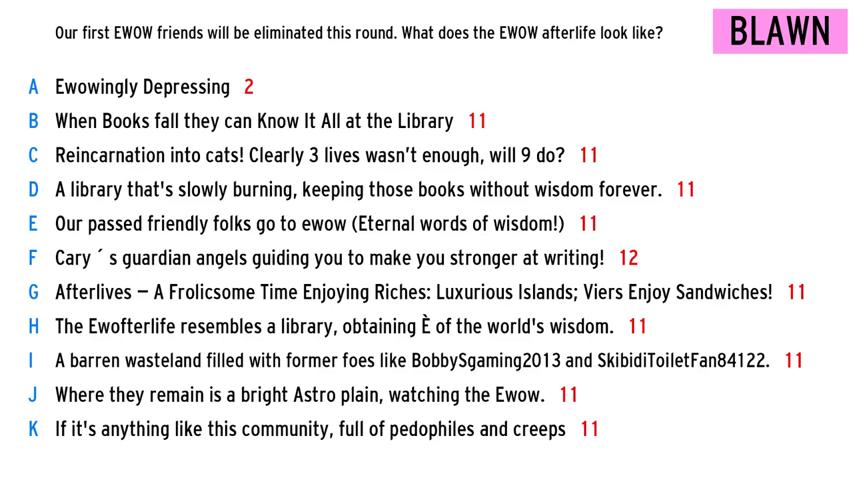 Our first EWOW friends will be eliminated this round. What does the EWOW afterlife look like?
BLAWN
A Ewowingly Depressing 2
B When Books fall they can Know It All at the Library 11
C Reincarnation into cats! Clearly 3 lives wasn't enough, will 9 do? 11
D A library that's slowly burning, keeping those books without wisdom forever. 11
E Our passed friendly folks go to ewow (Eternal words of wisdom!) 11
F Cary ´ s guardian angels guiding you to make you stronger at writing! 12
G Afterlives – A Frolicsome Time Enjoying Riches: Luxurious Islands; Viers Enjoy Sandwiches! 11
H The Ewofterlife resembles a library, obtaining È of the world's wisdom. 11
I A barren wasteland filled with former foes like BobbySgaming2013 and SkibidiToiletFan84122. 11
J Where they remain is a bright Astro plain, watching the Ewow. 11
K If it's anything like this community, full of pedophiles and creeps 11